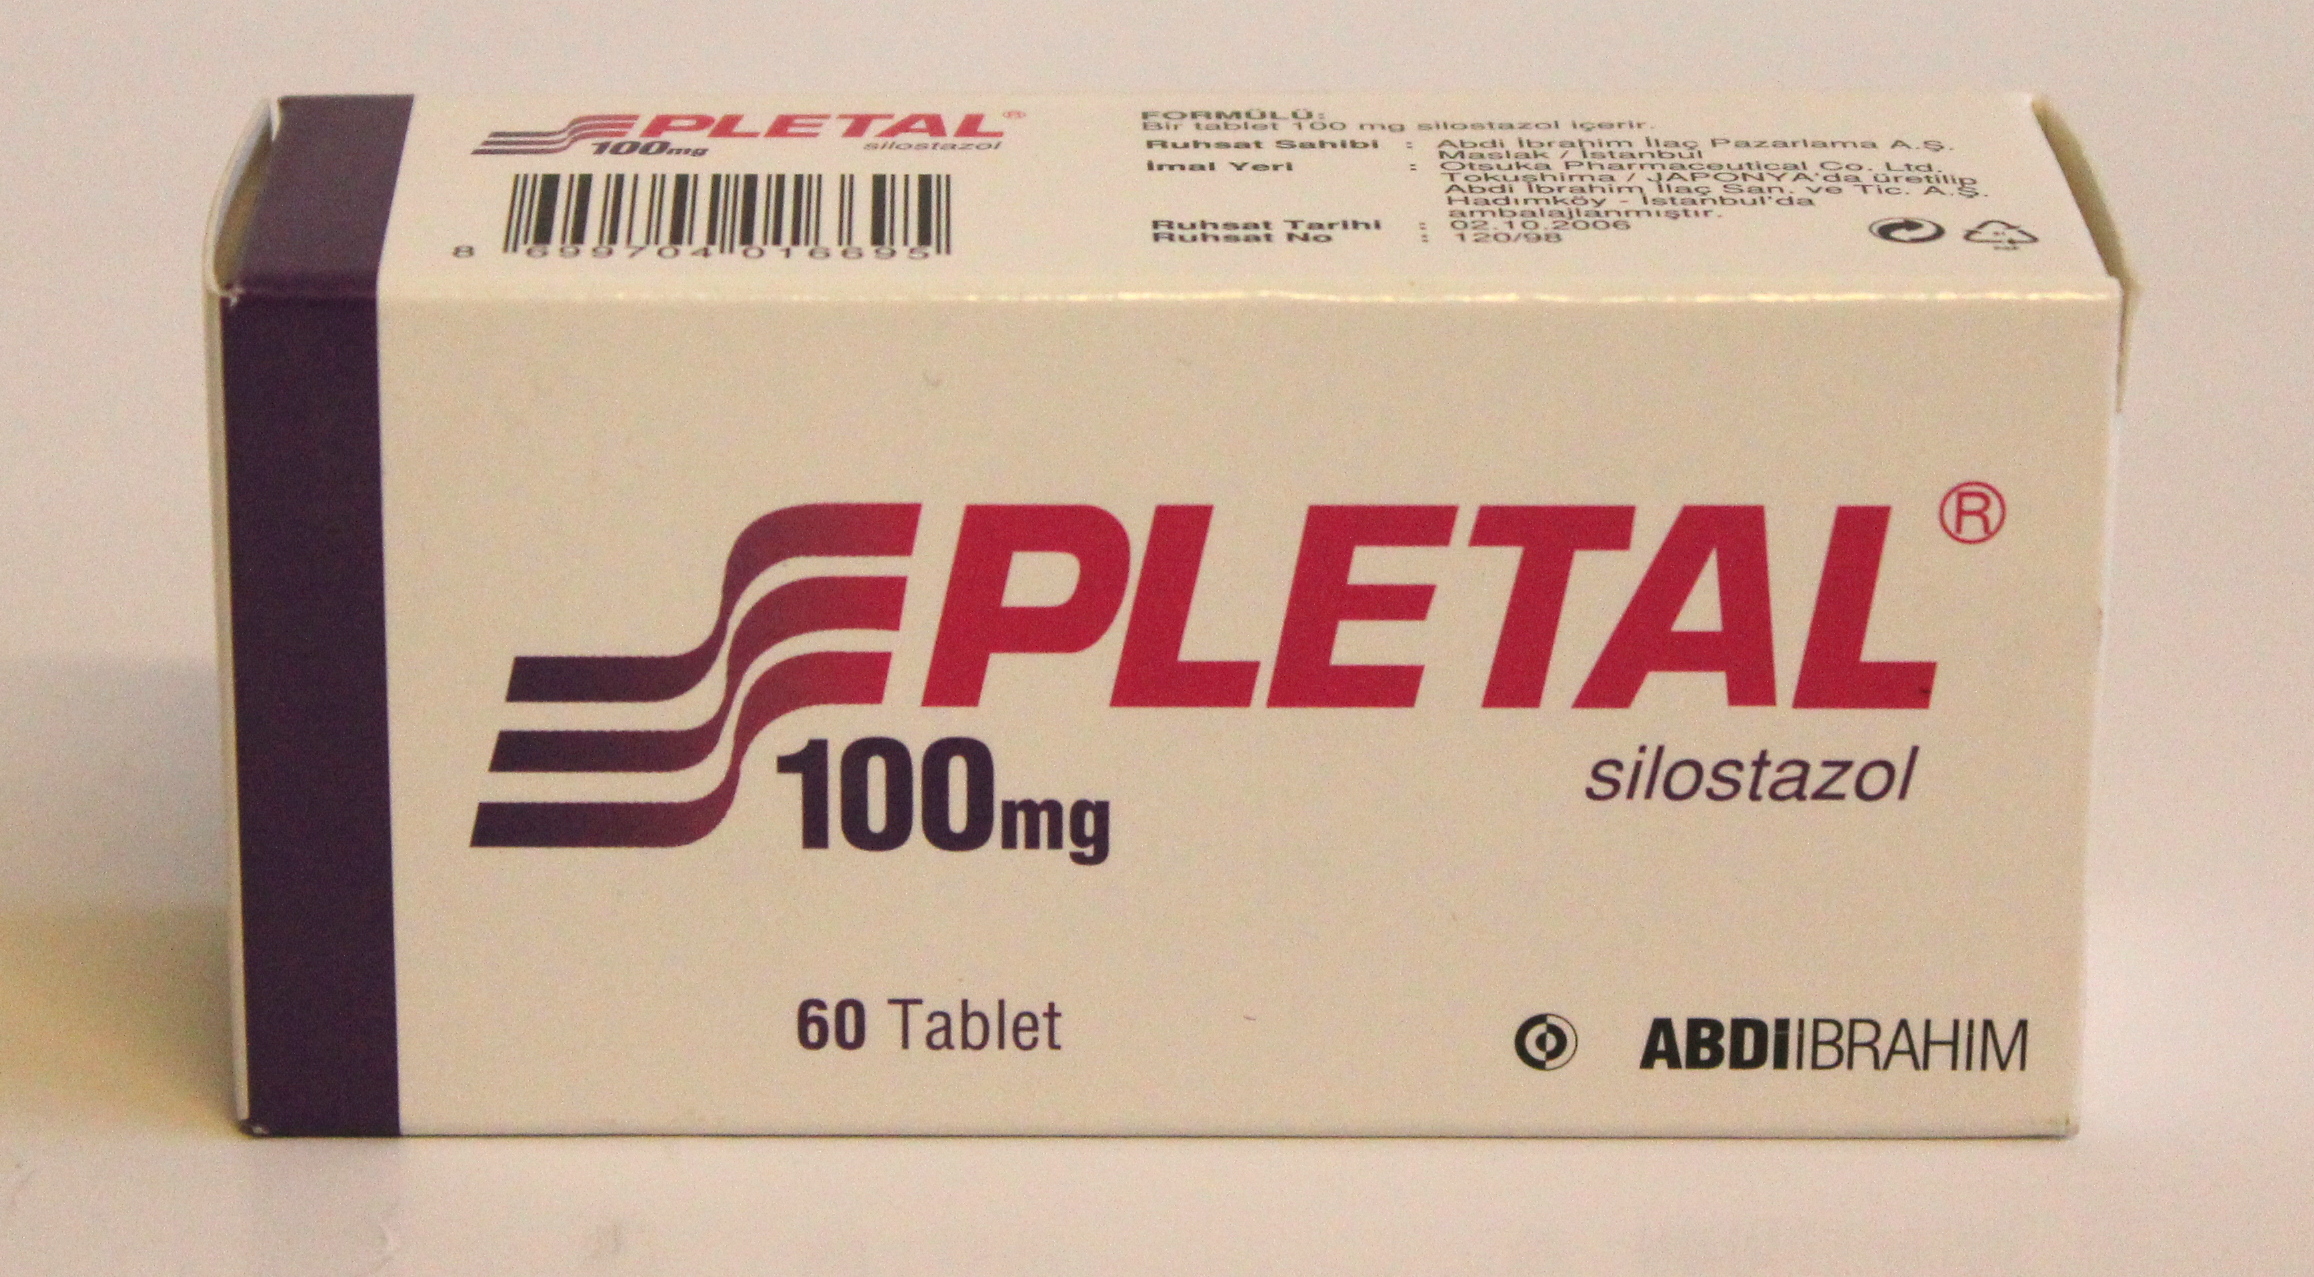 PLETAL®
100mg silostazol
8 699704 016695
FORMÜLÜ:
Bir tablet 100 mg silostazol içerir.
Ruhsat Sahibi : Abdi İbrahim İlaç Pazarlama A.Ş.
Maslak / İstanbul
İmal Yeri : Otsuka Pharmaceutical Co. Ltd.
Tokushima / JAPONYA'da üretilip
Abdi İbrahim İlaç San. ve Tic. A.Ş.
Hadımköy - İstanbul'da
ambalajlanmıştır.
Ruhsat Tarihi : 02.10.2006
Ruhsat No : 120/98
PLETAL®
100mg silostazol
60 Tablet
ABDİIBRAHIM